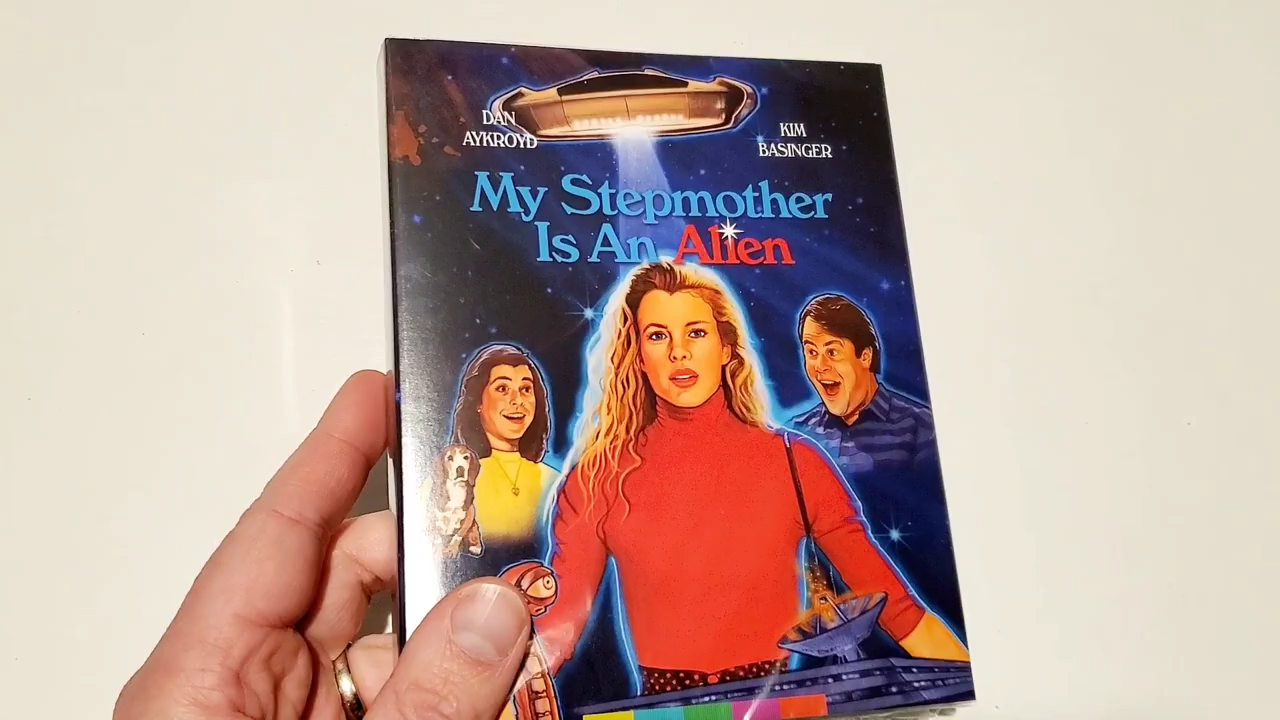 DAN
AYKROYD
KIM
BASINGER
My Stepmother
Is An Alien